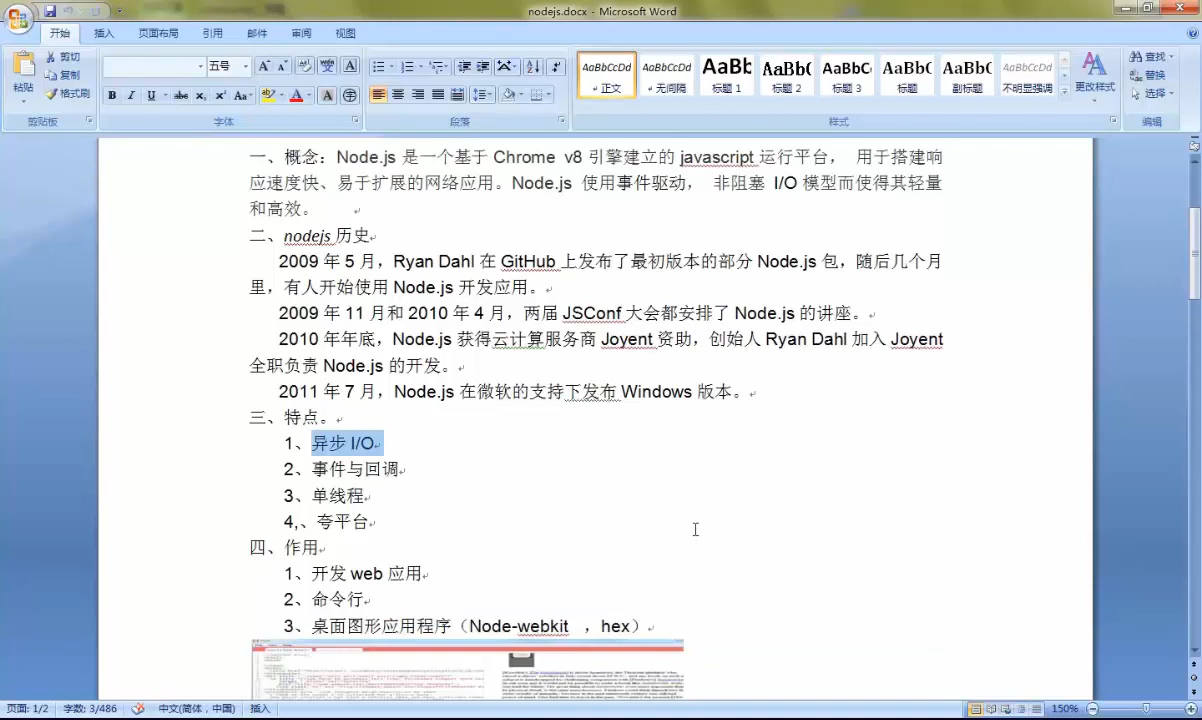 nodejs.docx - Microsoft Word
开始 插入 页面布局 引用 邮件 审阅 视图
剪切
复制
格式刷
粘贴
剪贴板
五号
字体
段落
AaBbCcDd AaBbCcDd AaBb AaBb( AaBbC AaBb( AaBbC AaBbCcDd
正文 无间隔 标题 1 标题 2 标题 3 标题 副标题 不明显强调
更改样式
样式
查找
替换
选择
编辑
一、概念：Node.js 是一个基于 Chrome v8 引擎建立的 javascript 运行平台， 用于搭建响
应速度快、易于扩展的网络应用。Node.js 使用事件驱动， 非阻塞 I/O 模型而使得其轻量
和高效。
二、nodejs 历史
2009 年 5 月，Ryan Dahl 在 GitHub 上发布了最初版本的部分 Node.js 包，随后几个月
里，有人开始使用 Node.js 开发应用。
2009 年 11 月和 2010 年 4 月，两届 JSConf 大会都安排了 Node.js 的讲座。
2010 年年底，Node.js 获得云计算服务商 Joyent 资助，创始人 Ryan Dahl 加入 Joyent
全职负责 Node.js 的开发。
2011 年 7 月，Node.js 在微软的支持下发布 Windows 版本。
三、特点。
1、异步 I/O
2、事件与回调
3、单线程
4,、夸平台
四、作用
1、开发 web 应用
2、命令行
3、桌面图形应用程序（Node-webkit ，hex）
页面: 1/2 字数: 3/486 中文(简体，中国) 插入 150%